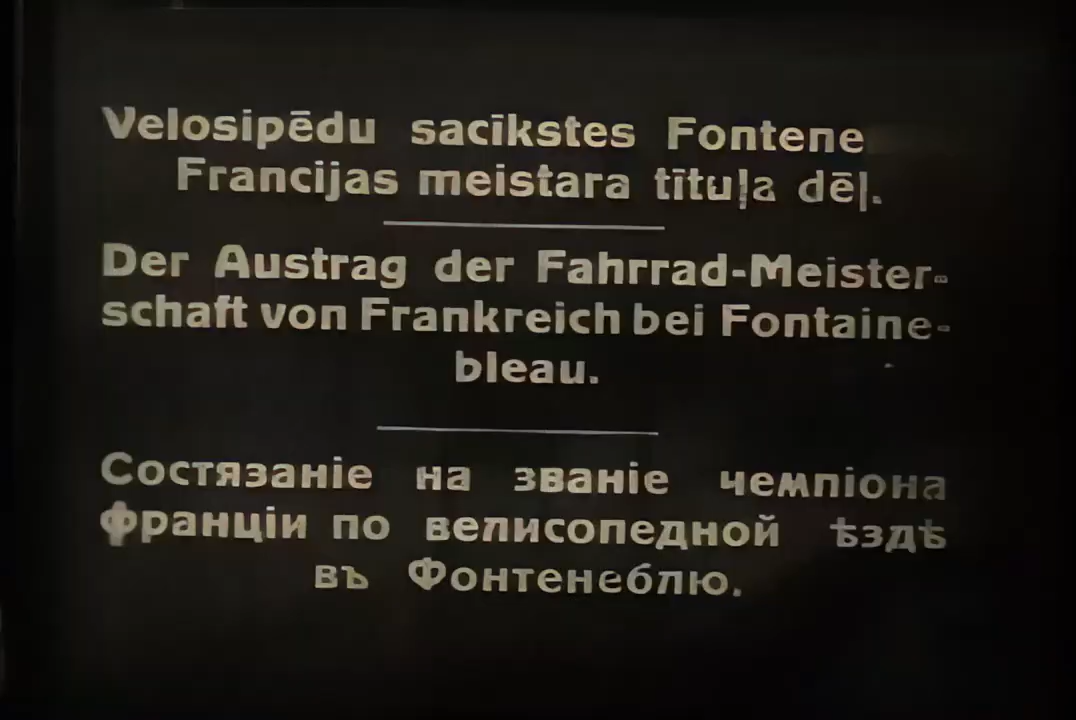 Velosipēdu sacīkstes Fontene
Francijas meistara tītuļa dēļ.
Der Austrag der Fahrrad-Meister-
schaft von Frankreich bei Fontaine-
bleau.
Состязанiе на званiе чемпiона
францiи по велисопедной ѣздѣ
въ Фонтенеблю.